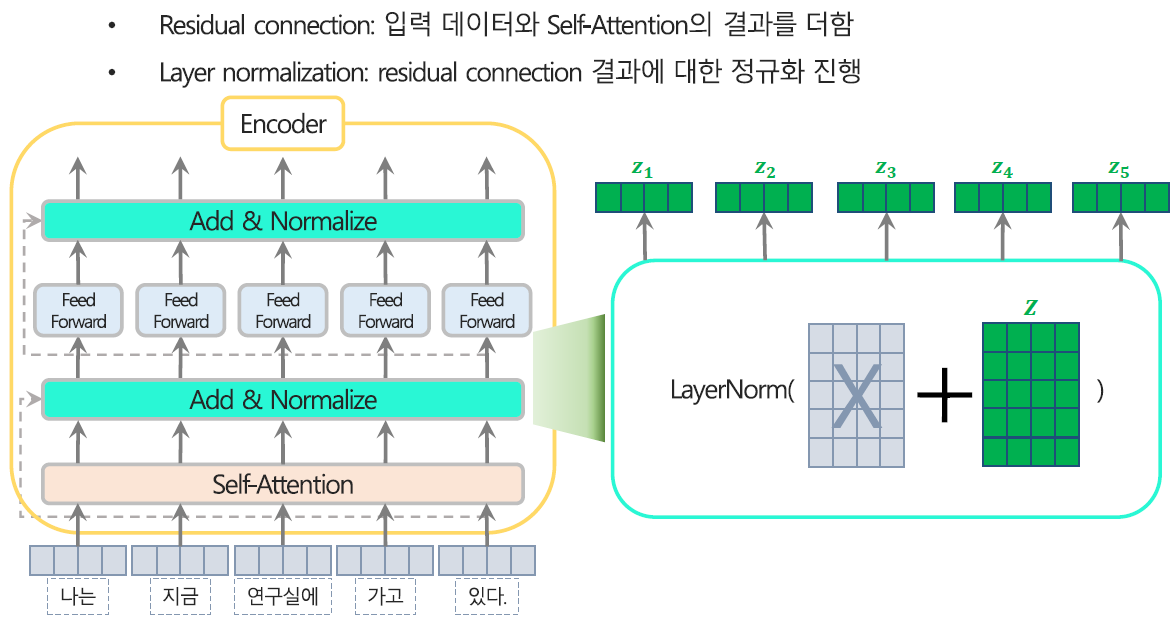 • Residual connection: 입력 데이터와 Self-Attention의 결과를 더함
• Layer normalization: residual connection 결과에 대한 정규화 진행
Encoder
Add & Normalize
Feed Forward
Feed Forward
Feed Forward
Feed Forward
Feed Forward
Add & Normalize
Self-Attention
나는
지금
연구실에
가고
있다.
z₁
z₂
z₃
z₄
z₅
Z
LayerNorm( X + )